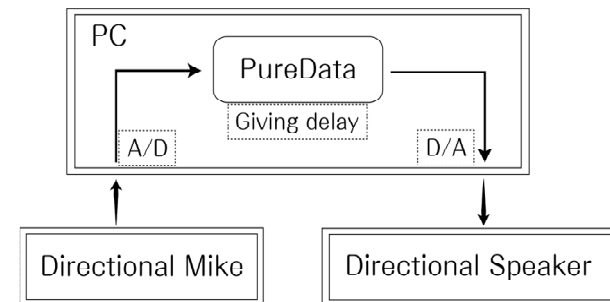 PC
PureData
Giving delay
A/D
D/A
Directional Mike
Directional Speaker